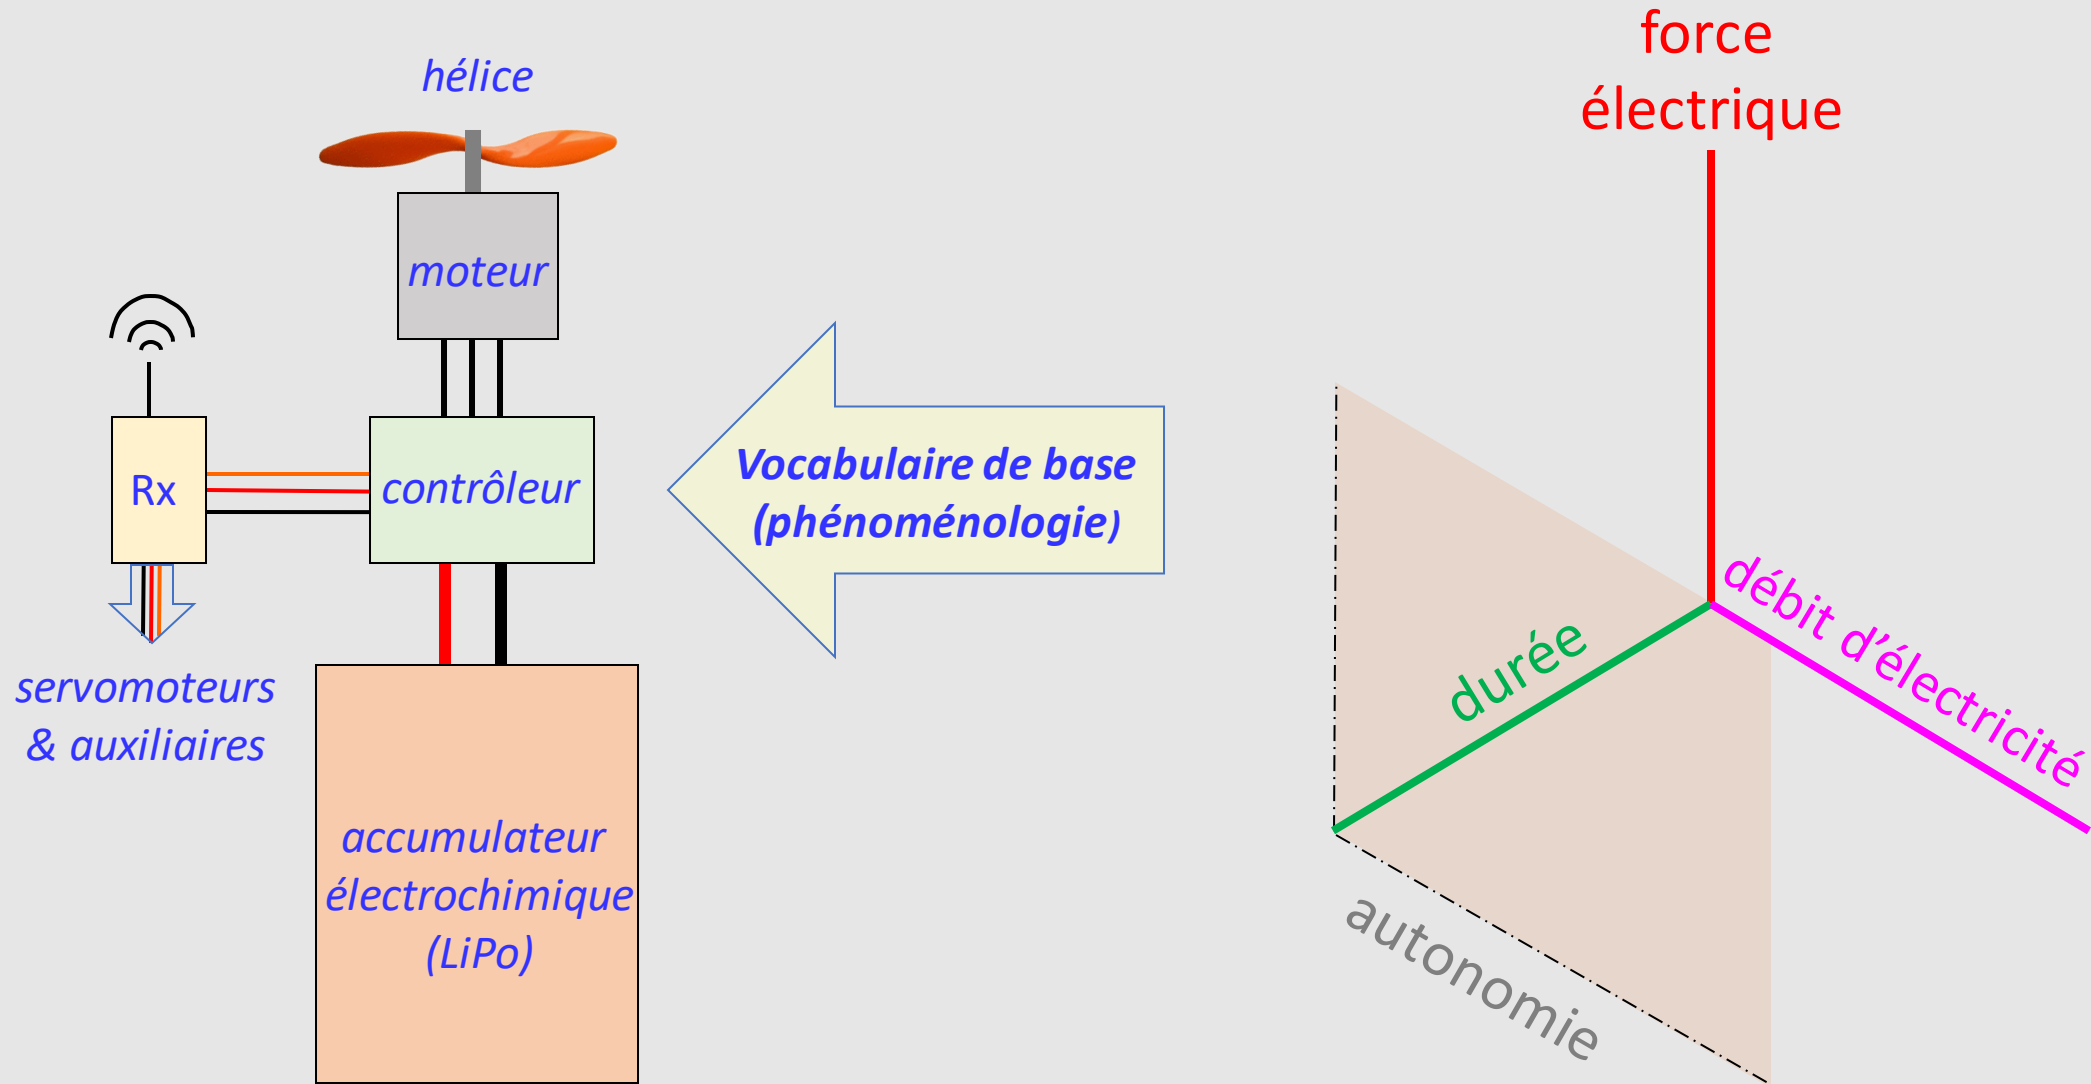 hélice
moteur
Rx
contrôleur
servomoteurs
& auxiliaires
accumulateur
électrochimique
(LiPo)
Vocabulaire de base
(phénoménologie)
force
électrique
durée
débit d’électricité
autonomie